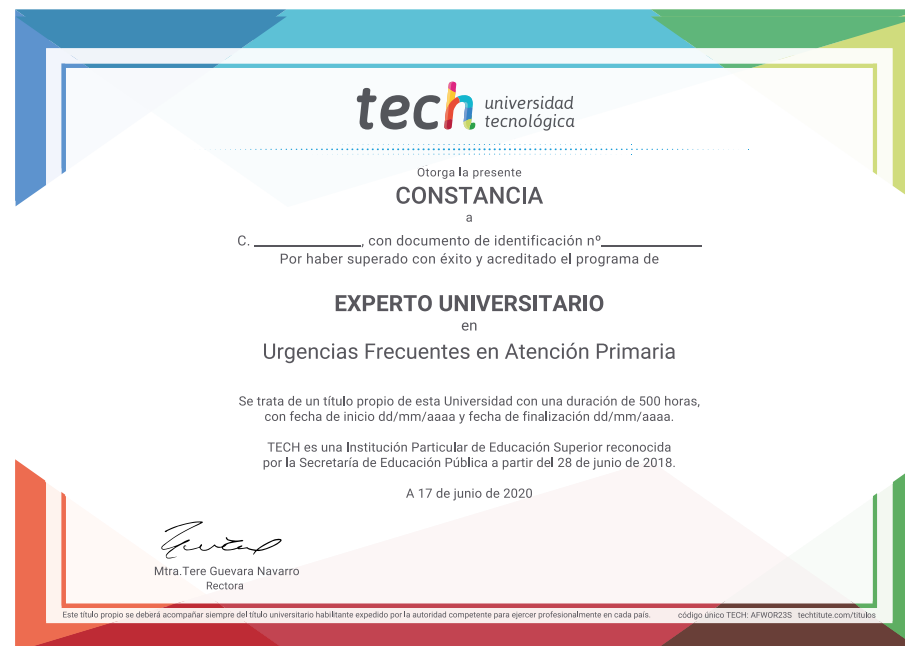 tech universidad
tecnológica
Otorga la presente
CONSTANCIA
a
C. ______________, con documento de identificación nº_____________
Por haber superado con éxito y acreditado el programa de
EXPERTO UNIVERSITARIO
en
Urgencias Frecuentes en Atención Primaria
Se trata de un título propio de esta Universidad con una duración de 500 horas,
con fecha de inicio dd/mm/aaaa y fecha de finalización dd/mm/aaaa.
TECH es una Institución Particular de Educación Superior reconocida
por la Secretaría de Educación Pública a partir del 28 de junio de 2018.
A 17 de junio de 2020
Mtra.Tere Guevara Navarro
Rectora
Este título propio se deberá acompañar siempre del título universitario habilitante expedido por la autoridad competente para ejercer profesionalmente en cada país. código único TECH: AFWOR23S techtitute.com/titulos